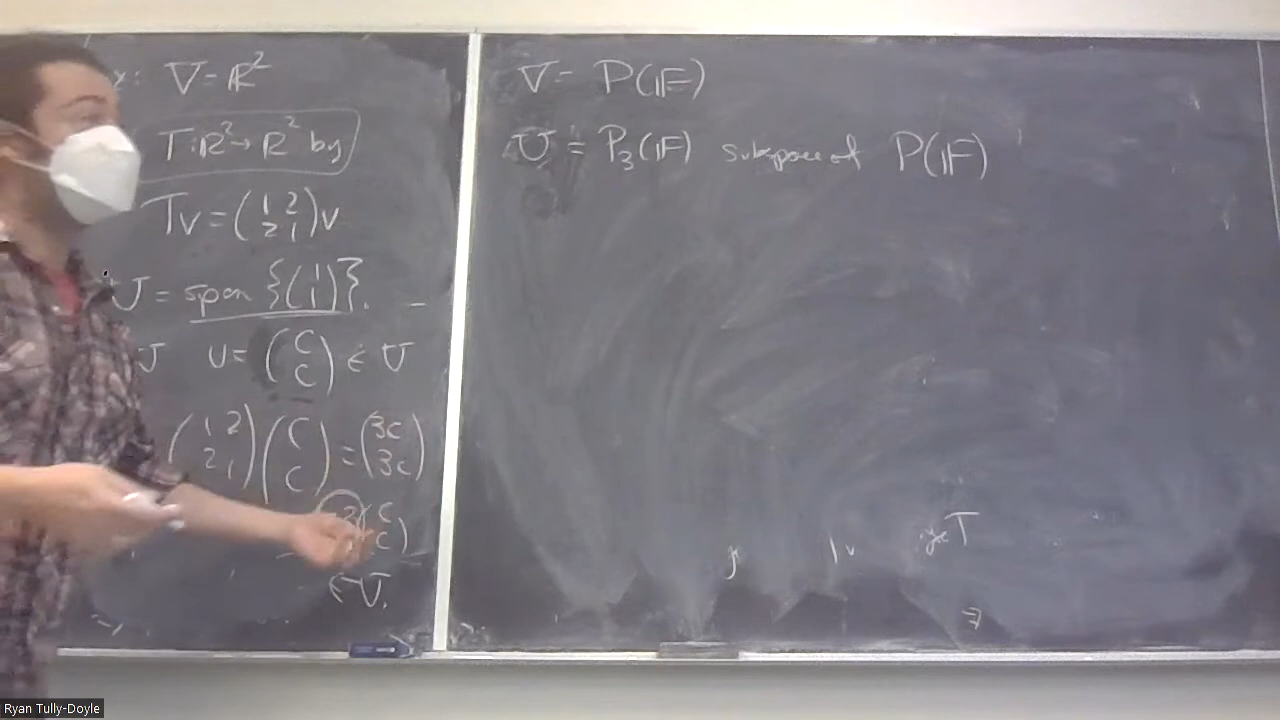 x: V = ℝ²
T: ℝ² → ℝ² by
Tv = (1 2; 2 1)v
U = span {(1; 1)}.
u = (c; c) ∈ U
(1 2; 2 1)(c; c) = (3c; 3c)
3(c; c)
∈ U.
V = P(𝔽)
U = P₃(𝔽) subspace of P(𝔽)
Ryan Tully-Doyle